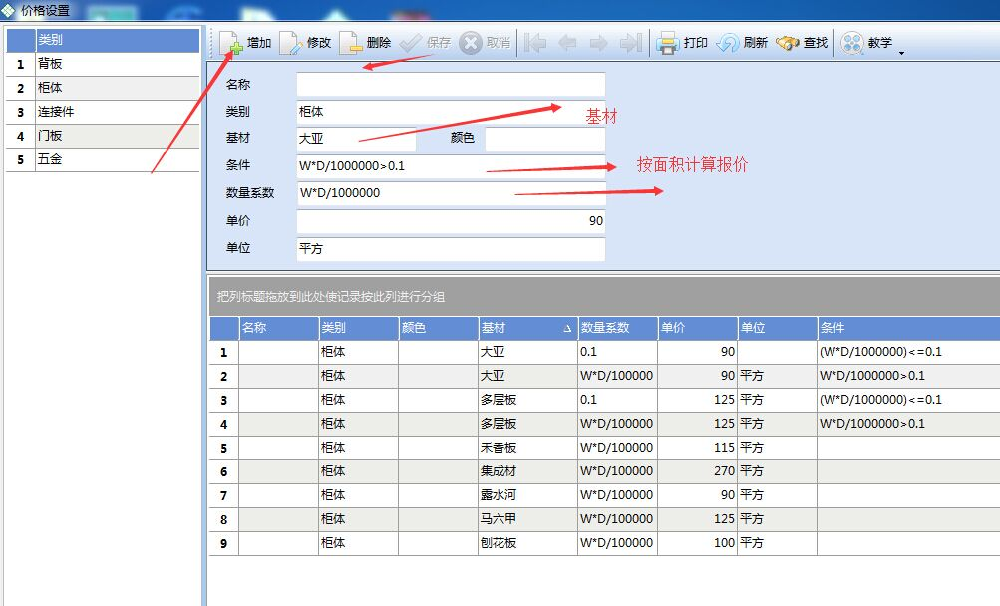 价格设置
类别
1 背板
2 柜体
3 连接件
4 门板
5 五金
增加 修改 删除 保存 取消 打印 刷新 查找 教学
名称
类别 柜体
基材
基材 大亚 颜色
条件 W*D/1000000>0.1
按面积计算报价
数量系数 W*D/1000000
单价 90
单位 平方
把列标题拖放到此处使记录按此列进行分组
名称 类别 颜色 基材 数量系数 单价 单位 条件
1 柜体 大亚 0.1 90 (W*D/1000000)<=0.1
2 柜体 大亚 W*D/100000 90 平方 W*D/1000000>0.1
3 柜体 多层板 0.1 125 平方 (W*D/1000000)<=0.1
4 柜体 多层板 W*D/100000 125 平方 W*D/1000000>0.1
5 柜体 禾香板 W*D/100000 115 平方
6 柜体 集成材 W*D/100000 270 平方
7 柜体 露水河 W*D/100000 90 平方
8 柜体 马六甲 W*D/100000 125 平方
9 柜体 刨花板 W*D/100000 100 平方